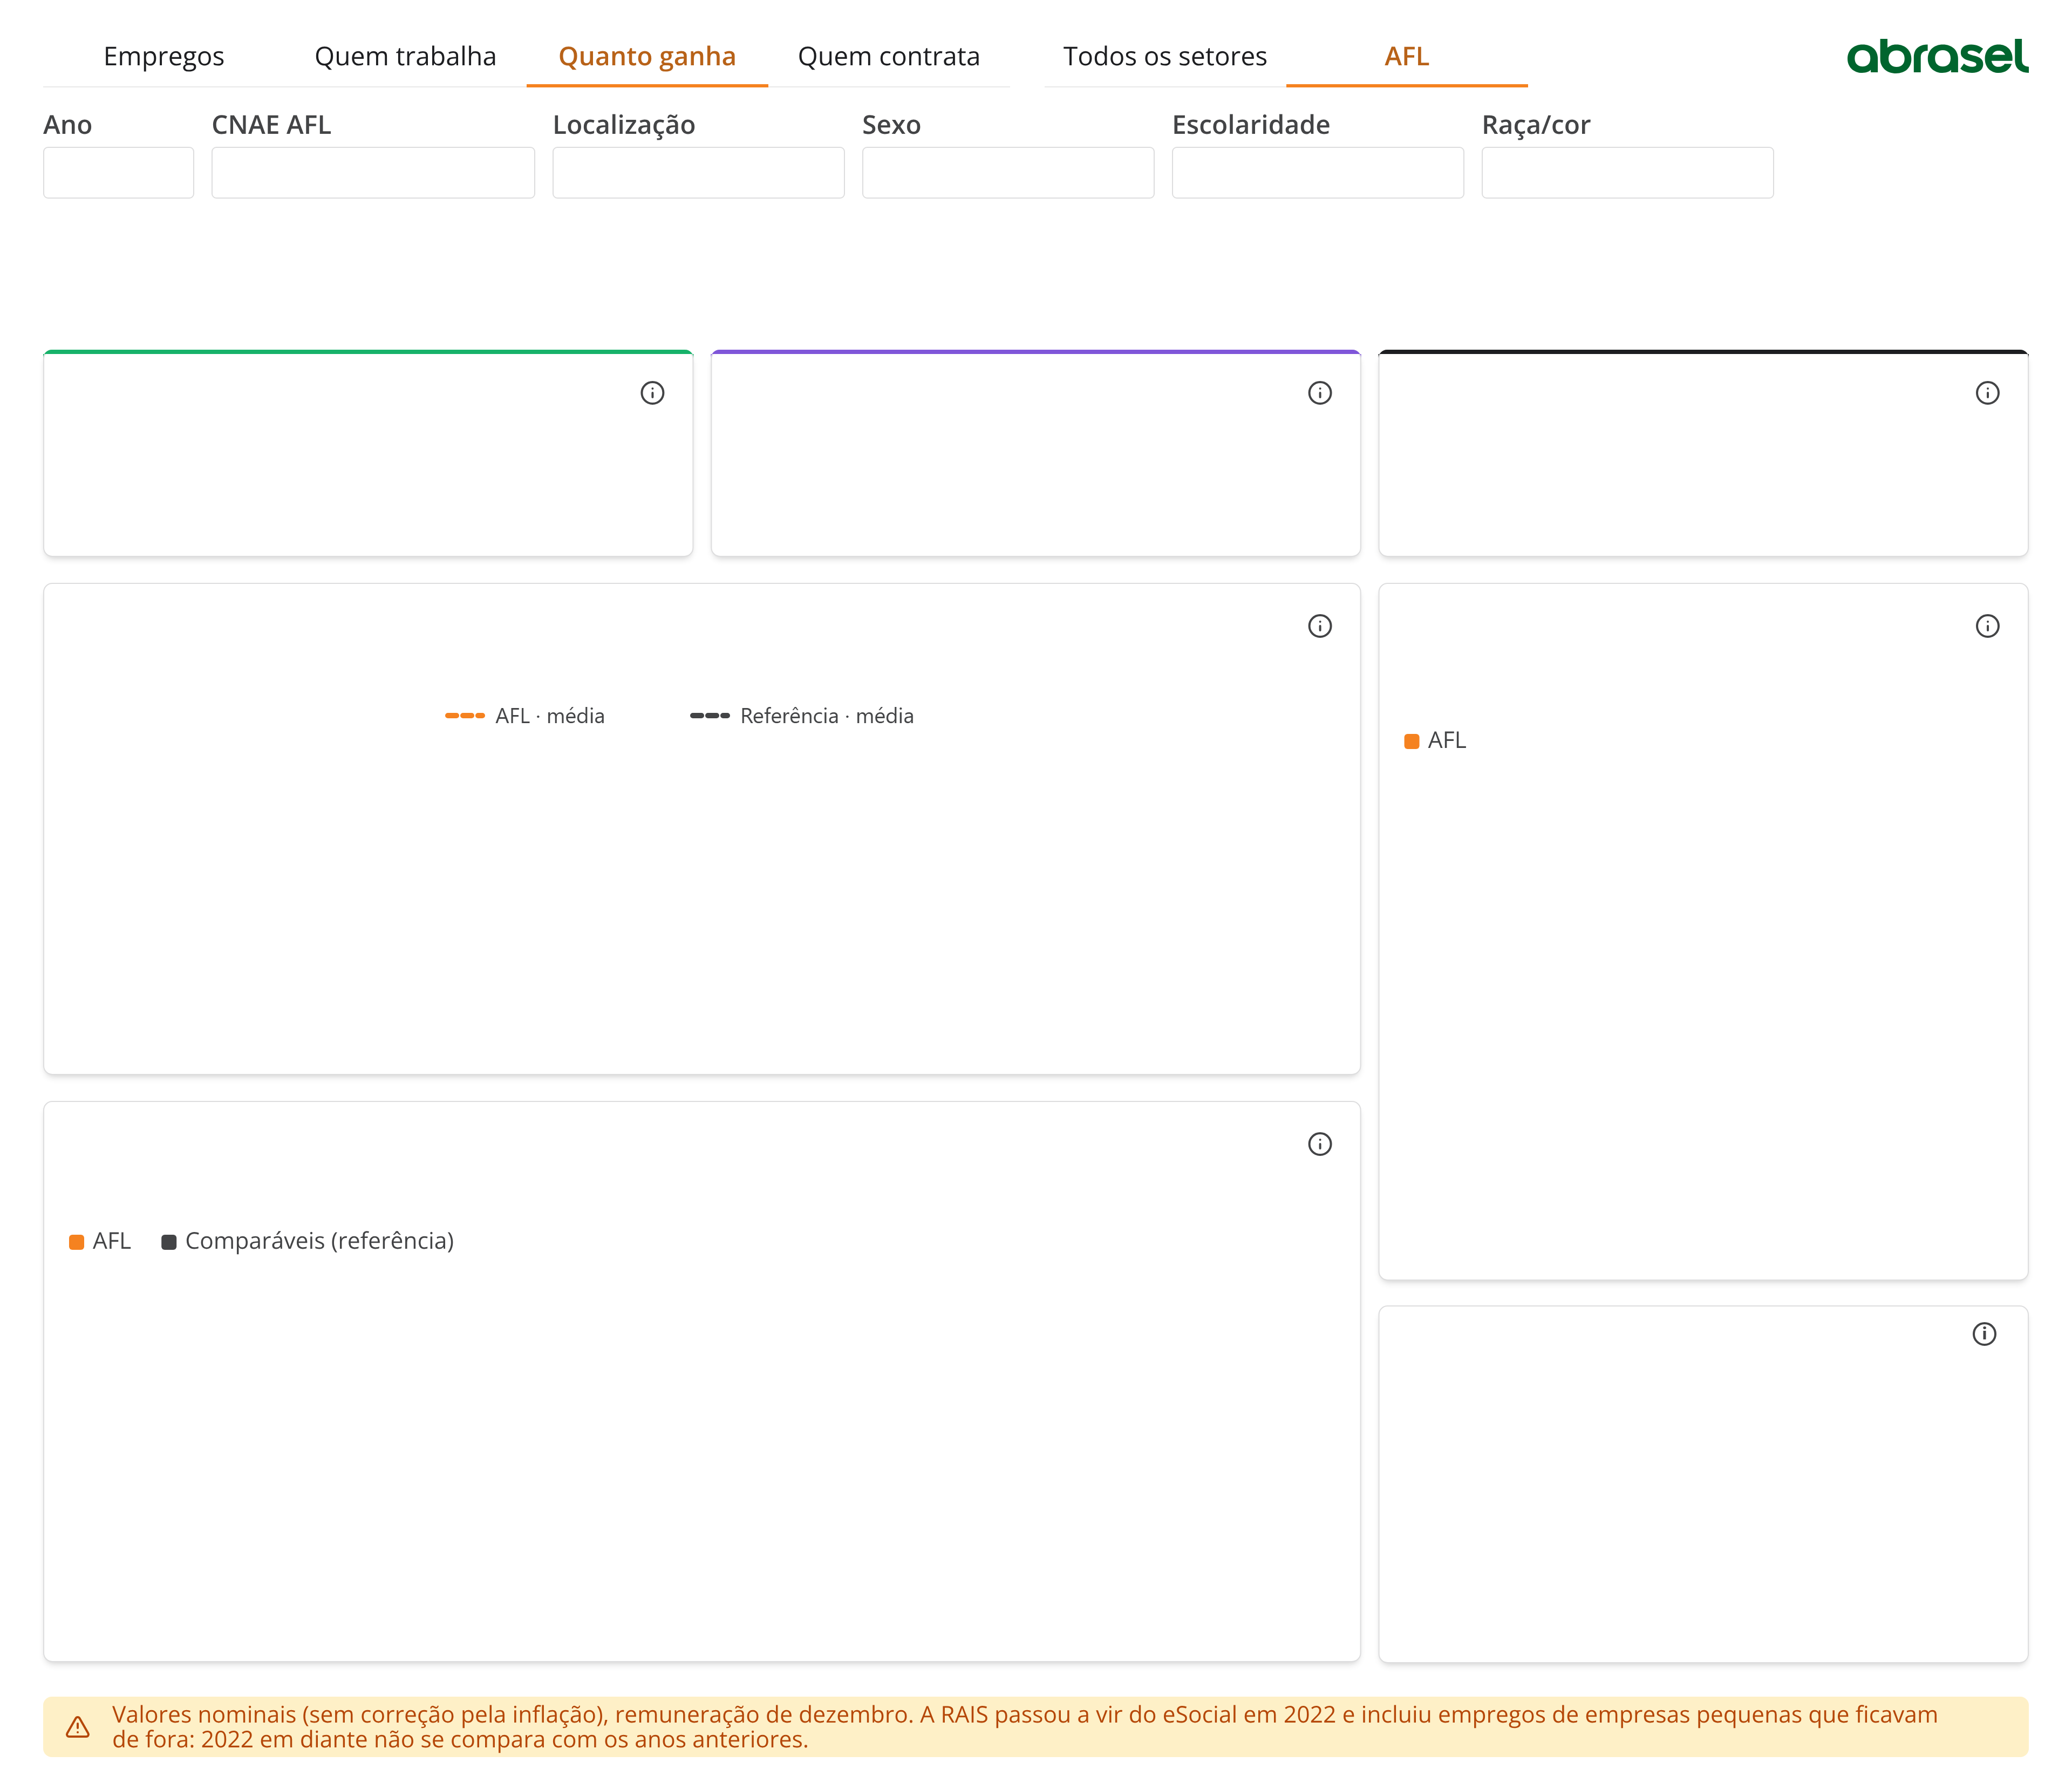 Empregos
Quem trabalha
Quanto ganha
Quem contrata
Todos os setores
AFL
abrasel
Ano
CNAE AFL
Localização
Sexo
Escolaridade
Raça/cor
AFL · média
Referência · média
AFL
AFL
Comparáveis (referência)
Valores nominais (sem correção pela inflação), remuneração de dezembro. A RAIS passou a vir do eSocial em 2022 e incluiu empregos de empresas pequenas que ficavam
de fora: 2022 em diante não se compara com os anos anteriores.